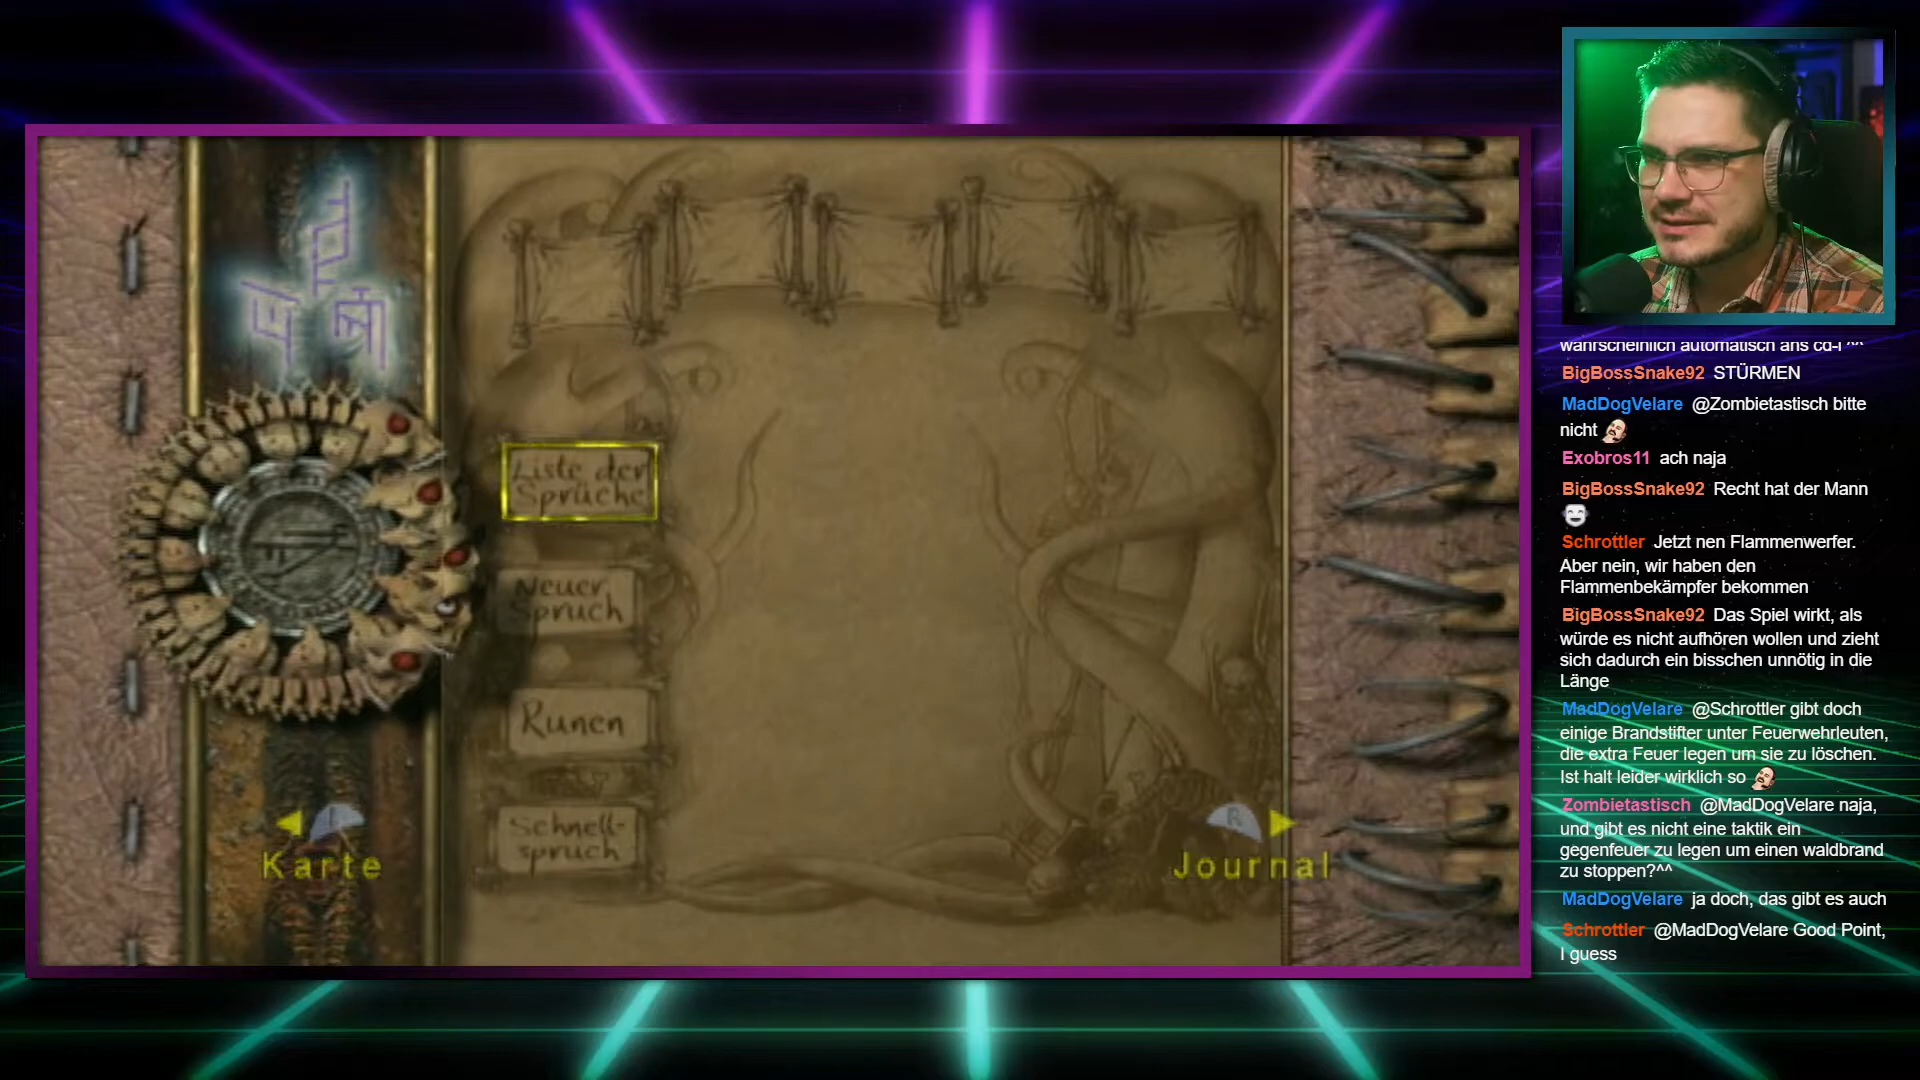 Liste der
Sprüche
Neuer
Spruch
Runen
Schnell-
spruch
Karte
R
Journal
wahrscheinlich automatisch ans cd-i ^^
BigBossSnake92 STÜRMEN
MadDogVelare @Zombietastisch bitte
nicht
Exobros11 ach naja
BigBossSnake92 Recht hat der Mann
Schrottler Jetzt nen Flammenwerfer.
Aber nein, wir haben den
Flammenbekämpfer bekommen
BigBossSnake92 Das Spiel wirkt, als
würde es nicht aufhören wollen und zieht
sich dadurch ein bisschen unnötig in die
Länge
MadDogVelare @Schrottler gibt doch
einige Brandstifter unter Feuerwehrleuten,
die extra Feuer legen um sie zu löschen.
Ist halt leider wirklich so
Zombietastisch @MadDogVelare naja,
und gibt es nicht eine taktik ein
gegenfeuer zu legen um einen waldbrand
zu stoppen?^^
MadDogVelare ja doch, das gibt es auch
Schrottler @MadDogVelare Good Point,
I guess